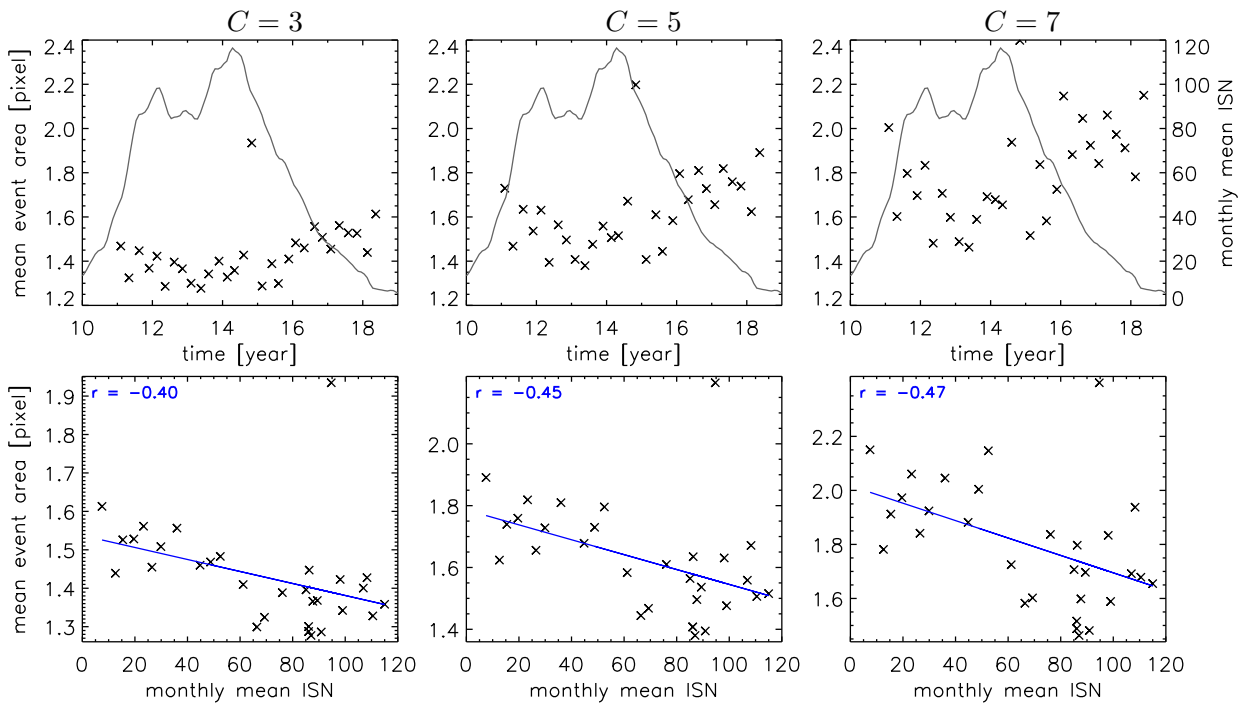 C = 3 C = 5 C = 7
mean event area [pixel]
2.4
2.2
2.0
1.8
1.6
1.4
1.2
10 12 14 16 18
time [year]
2.4
2.2
2.0
1.8
1.6
1.4
1.2
10 12 14 16 18
time [year]
2.4
2.2
2.0
1.8
1.6
1.4
1.2
10 12 14 16 18
time [year]
120
100
80
60
40
20
0
monthly mean ISN
mean event area [pixel]
r = -0.40
1.9
1.8
1.7
1.6
1.5
1.4
1.3
0 20 40 60 80 100 120
monthly mean ISN
r = -0.45
2.0
1.8
1.6
1.4
0 20 40 60 80 100 120
monthly mean ISN
r = -0.47
2.2
2.0
1.8
1.6
0 20 40 60 80 100 120
monthly mean ISN